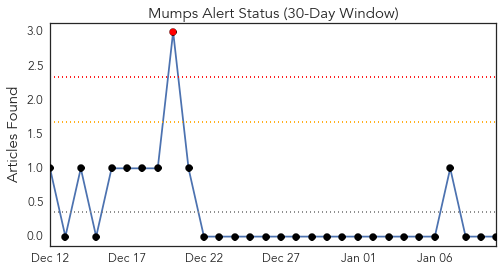 Mumps Alert Status (30-Day Window)
Articles Found
3.0
2.5
2.0
1.5
1.0
0.5
0.0
Dec 12 Dec 17 Dec 22 Dec 27 Jan 01 Jan 06